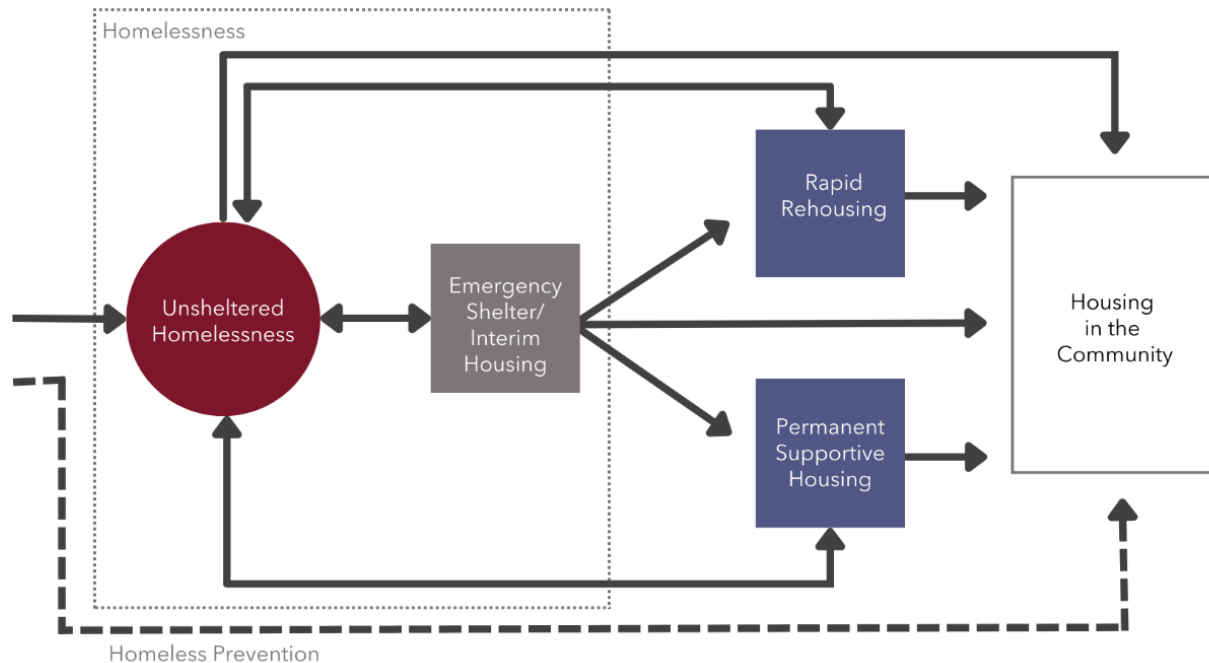 Homelessness
Rapid
Rehousing
Unsheltered
Homelessness
Emergency
Shelter/
Interim
Housing
Housing
in the
Community
Permanent
Supportive
Housing
Homeless Prevention